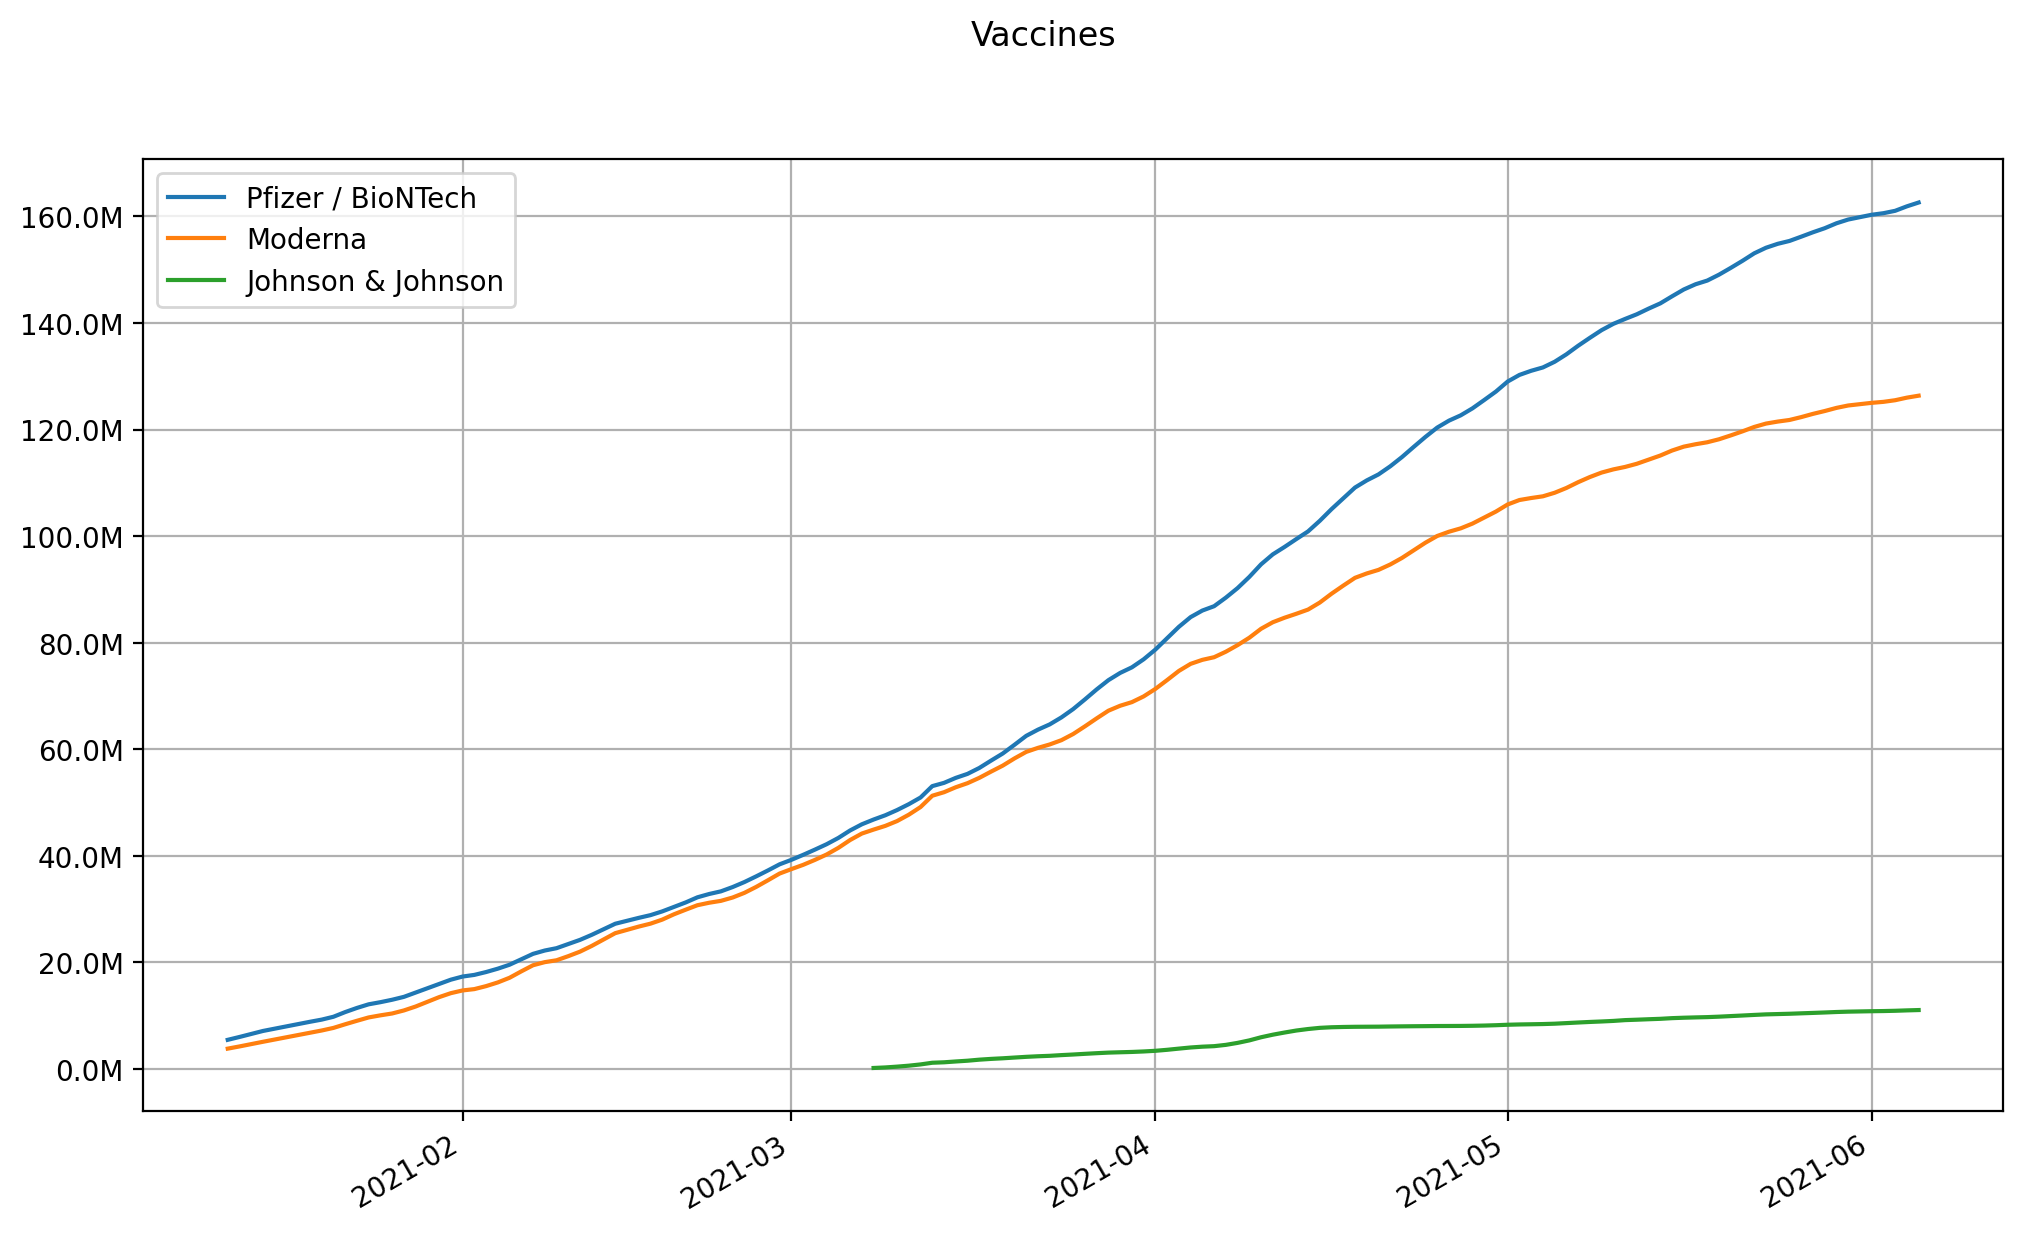 Vaccines
Pfizer / BioNTech
Moderna
Johnson & Johnson
160.0M
140.0M
120.0M
100.0M
80.0M
60.0M
40.0M
20.0M
0.0M
2021-02
2021-03
2021-04
2021-05
2021-06